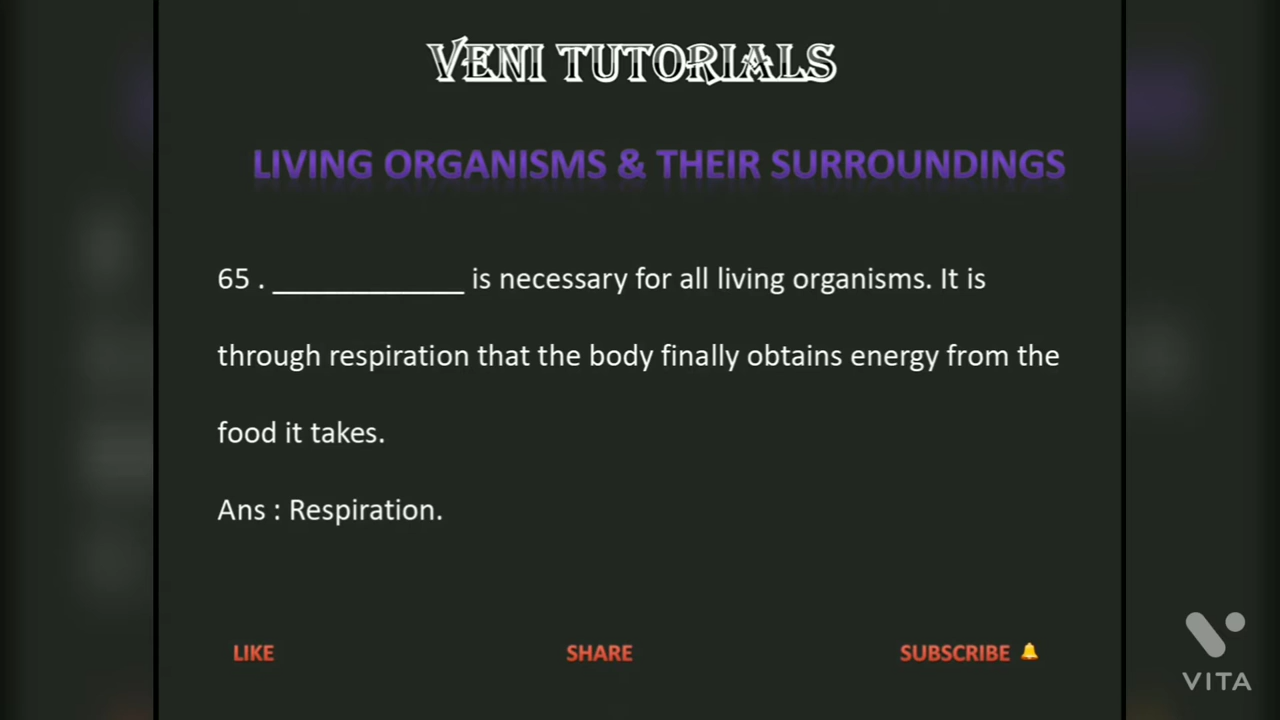 VENI TUTORIALS
LIVING ORGANISMS & THEIR SURROUNDINGS
65 . ____________ is necessary for all living organisms. It is
through respiration that the body finally obtains energy from the
food it takes.
Ans : Respiration.
LIKE SHARE SUBSCRIBE 🔔
VITA